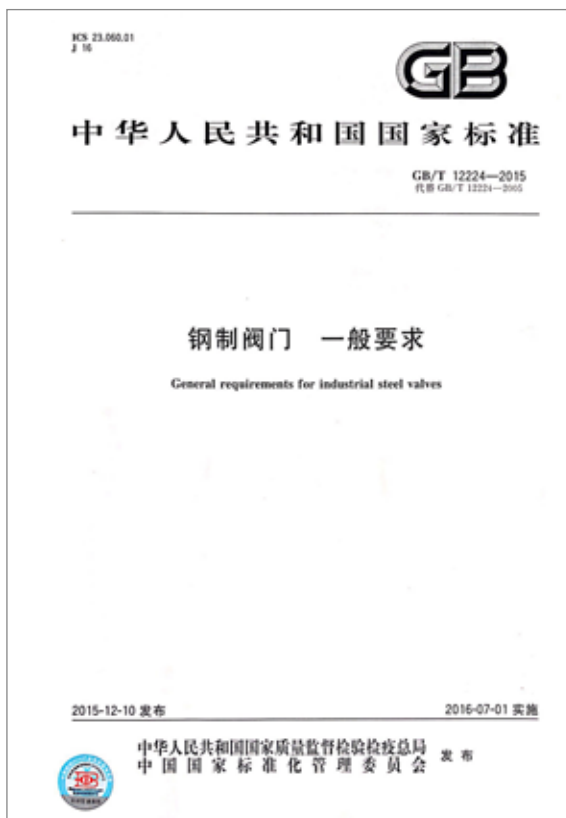 ICS 23.060.01
J 16
GB
中华人民共和国国家标准
GB/T 12224—2015
代替 GB/T 12224—2005
钢制阀门 一般要求
General requirements for industrial steel valves
2015-12-10 发布
2016-07-01 实施
中华人民共和国国家质量监督检验检疫总局
中国国家标准化管理委员会
发布